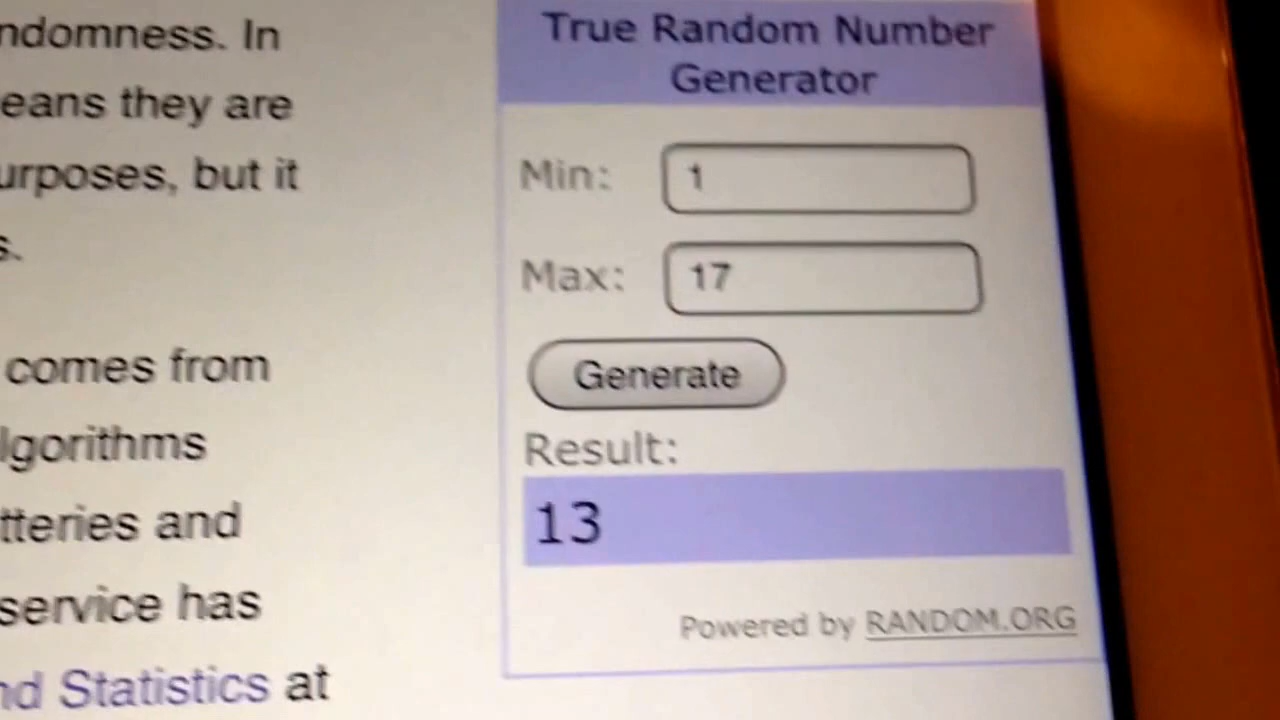 ndomness. In
eans they are
urposes, but it
s.
comes from
lgorithms
tteries and
service has
nd Statistics at
True Random Number
Generator
Min: 1
Max: 17
Generate
Result:
13
Powered by RANDOM.ORG